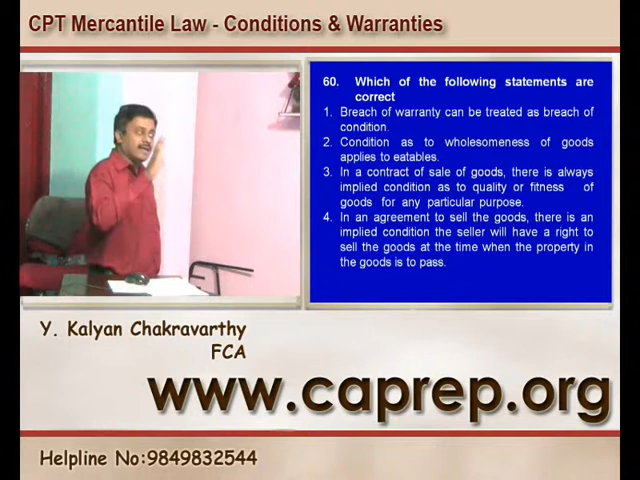 CPT Mercantile Law - Conditions & Warranties
60. Which of the following statements are
correct
1. Breach of warranty can be treated as breach of
condition.
2. Condition as to wholesomeness of goods
applies to eatables.
3. In a contract of sale of goods, there is always
implied condition as to quality or fitness of
goods for any particular purpose.
4. In an agreement to sell the goods, there is an
implied condition the seller will have a right to
sell the goods at the time when the property in
the goods is to pass.
Y. Kalyan Chakravarthy
FCA
www.caprep.org
Helpline No:9849832544